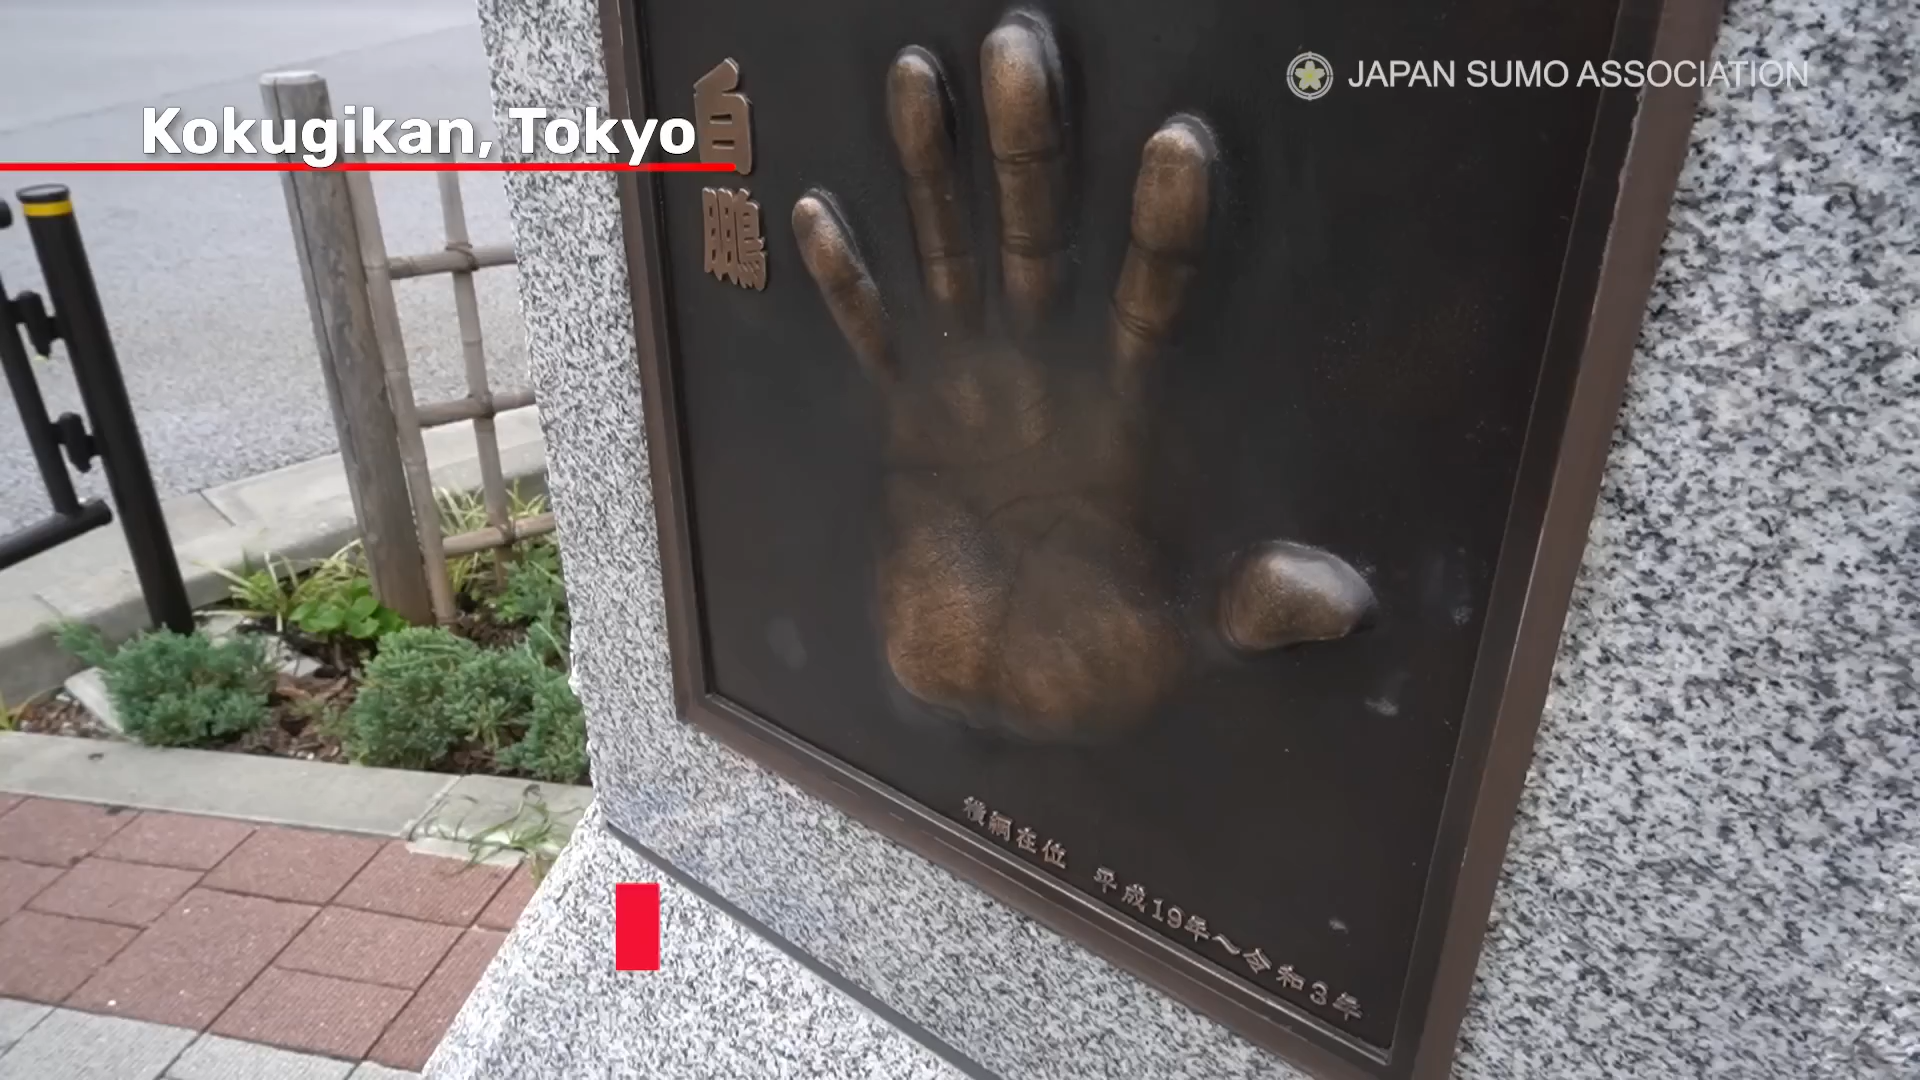 JAPAN SUMO ASSOCIATION
Kokugikan, Tokyo
白鵬
横綱在位 平成19年~令和3年